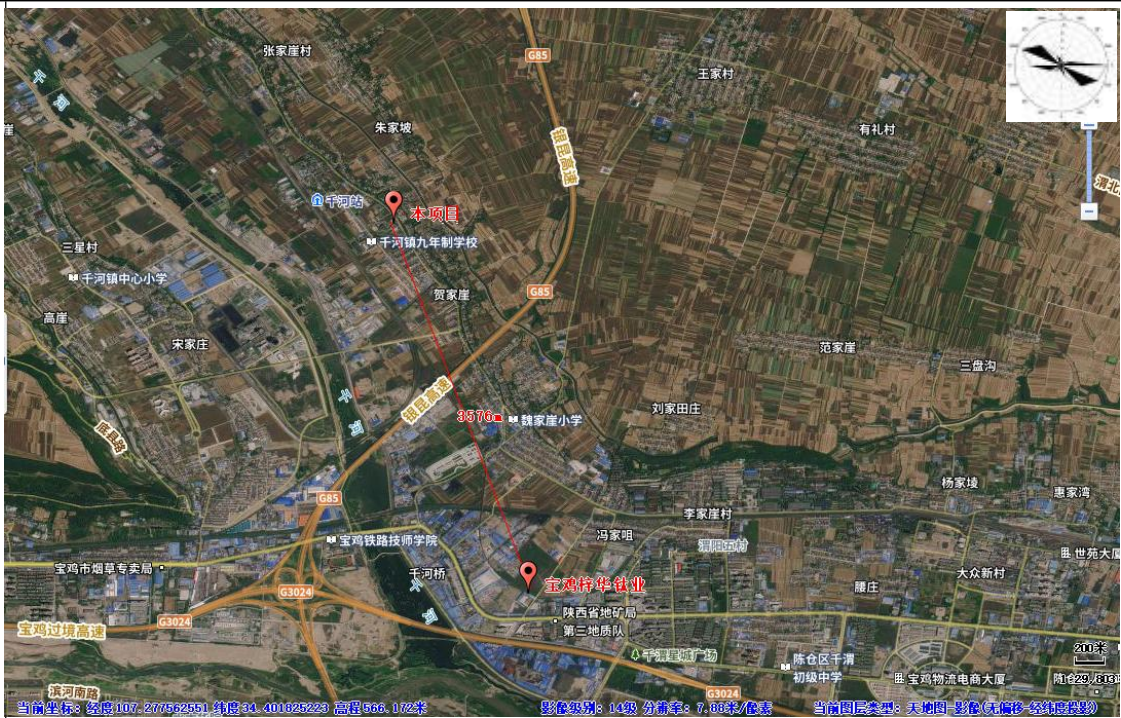 张家崖村
G85
王家村
千
河
朱家坡
有礼村
崖
银昆高速
渭北
千河站
本项目
千河镇九年制学校
三星村
千河镇中心小学
贺家崖
G85
高崖
宋家庄
范家崖
三盘沟
千
河
银昆高速
3576m
魏家崖小学
刘家田庄
底县路
杨家堎
惠家湾
G85
李家崖村
冯家咀
渭阳五村
宝鸡铁路技师学院
世苑大厦
宝鸡市烟草专卖局
千河桥
大众新村
腰庄
G3024
千
河
宝鸡梓华钛业
陕西省地矿局
第三地质队
G3024
宝鸡过境高速
千渭星城广场
陈仓区千渭
初级中学
200米
宝鸡物流电商大厦
滨河南路
G3024
当前坐标：经度107.277562551 纬度34.401825223 高程566.172米
影像级别：14级 分辨率：7.88米/像素
当前图层类型：天地图-影像(无偏移-经纬度投影)